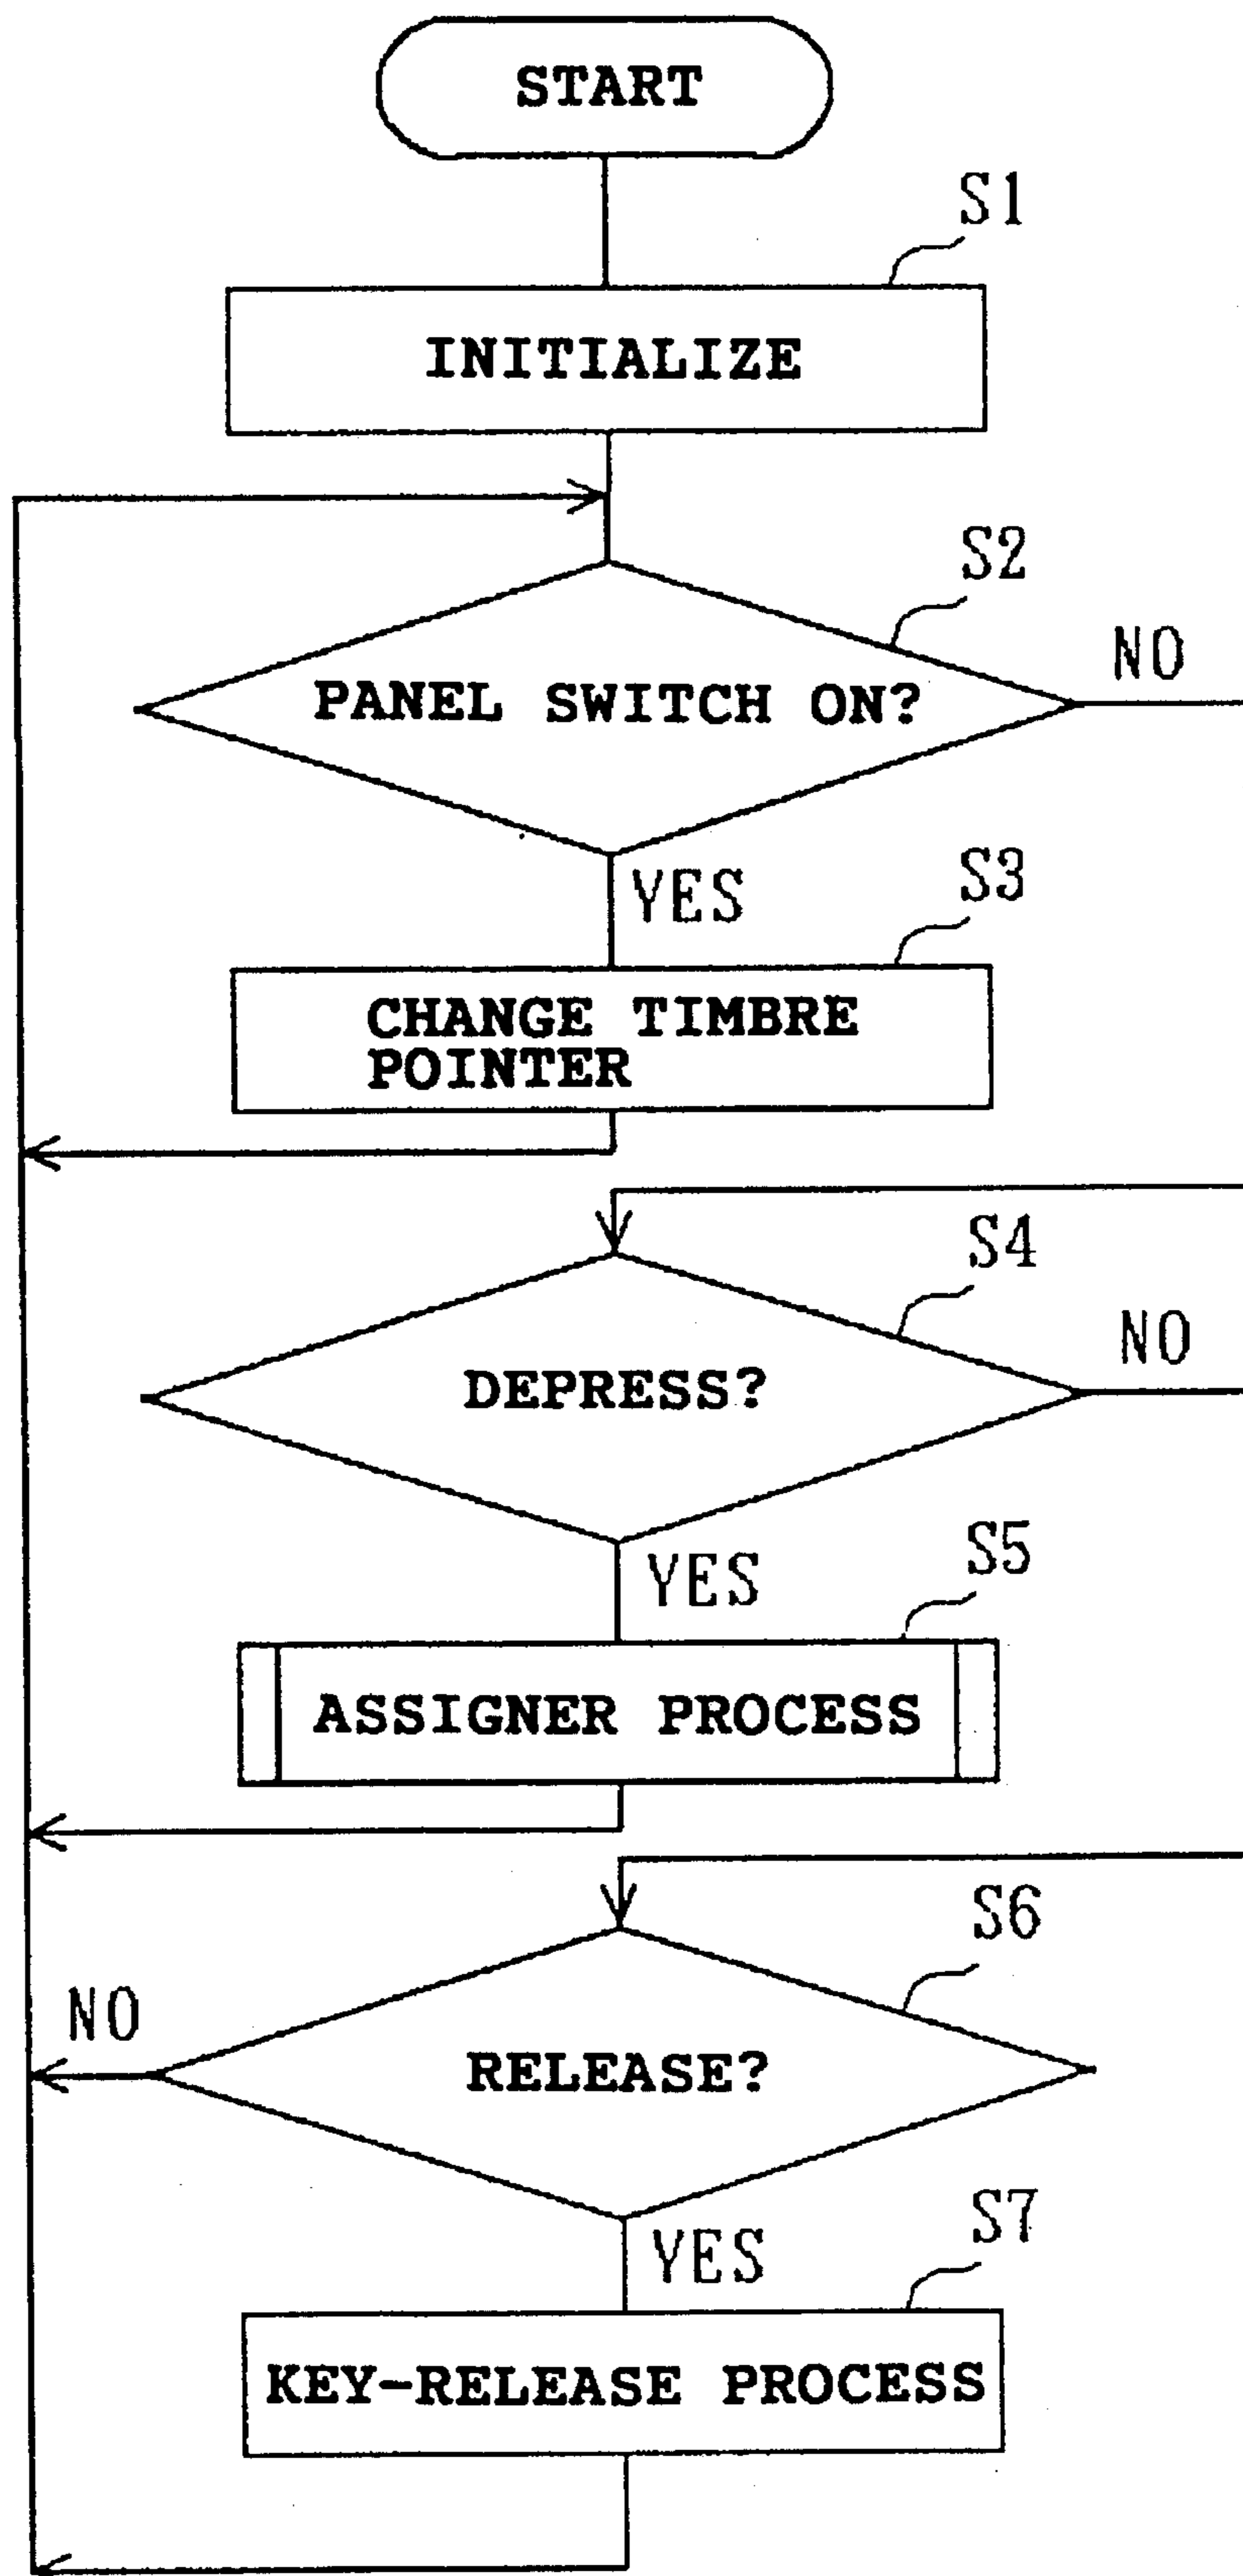 START
S1
INITIALIZE
S2
NO
PANEL SWITCH ON?
YES
S3
CHANGE TIMBRE
POINTER
S4
NO
DEPRESS?
YES
S5
ASSIGNER PROCESS
S6
NO
RELEASE?
YES
S7
KEY-RELEASE PROCESS